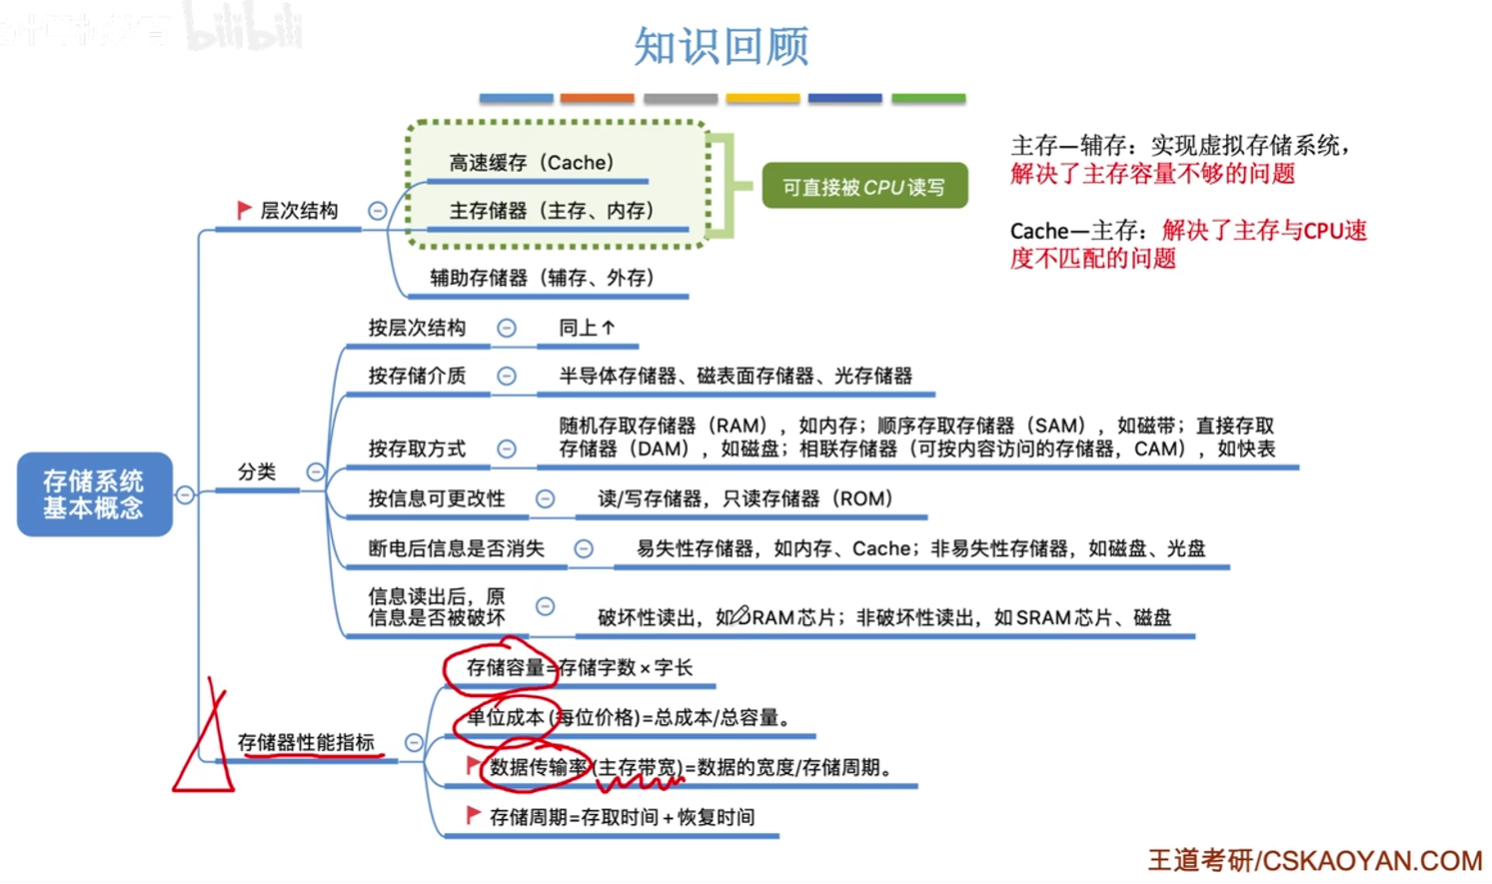 bilibili
知识回顾
高速缓存（Cache）
主存储器（主存、内存）
辅助存储器（辅存、外存）
层次结构
可直接被CPU读写
主存—辅存：实现虚拟存储系统，
解决了主存容量不够的问题
Cache—主存：解决了主存与CPU速
度不匹配的问题
存储系统
基本概念
分类
按层次结构
同上↑
按存储介质
半导体存储器、磁表面存储器、光存储器
按存取方式
随机存取存储器（RAM），如内存；顺序存取存储器（SAM），如磁带；直接存取
存储器（DAM），如磁盘；相联存储器（可按内容访问的存储器，CAM），如快表
按信息可更改性
读/写存储器，只读存储器（ROM）
断电后信息是否消失
易失性存储器，如内存、Cache；非易失性存储器，如磁盘、光盘
信息读出后，原
信息是否被破坏
破坏性读出，如RAM芯片；非破坏性读出，如SRAM芯片、磁盘
存储器性能指标
存储容量=存储字数×字长
单位成本(每位价格)=总成本/总容量。
数据传输率(主存带宽)=数据的宽度/存储周期。
存储周期=存取时间+恢复时间
王道考研/CSKAOYAN.COM